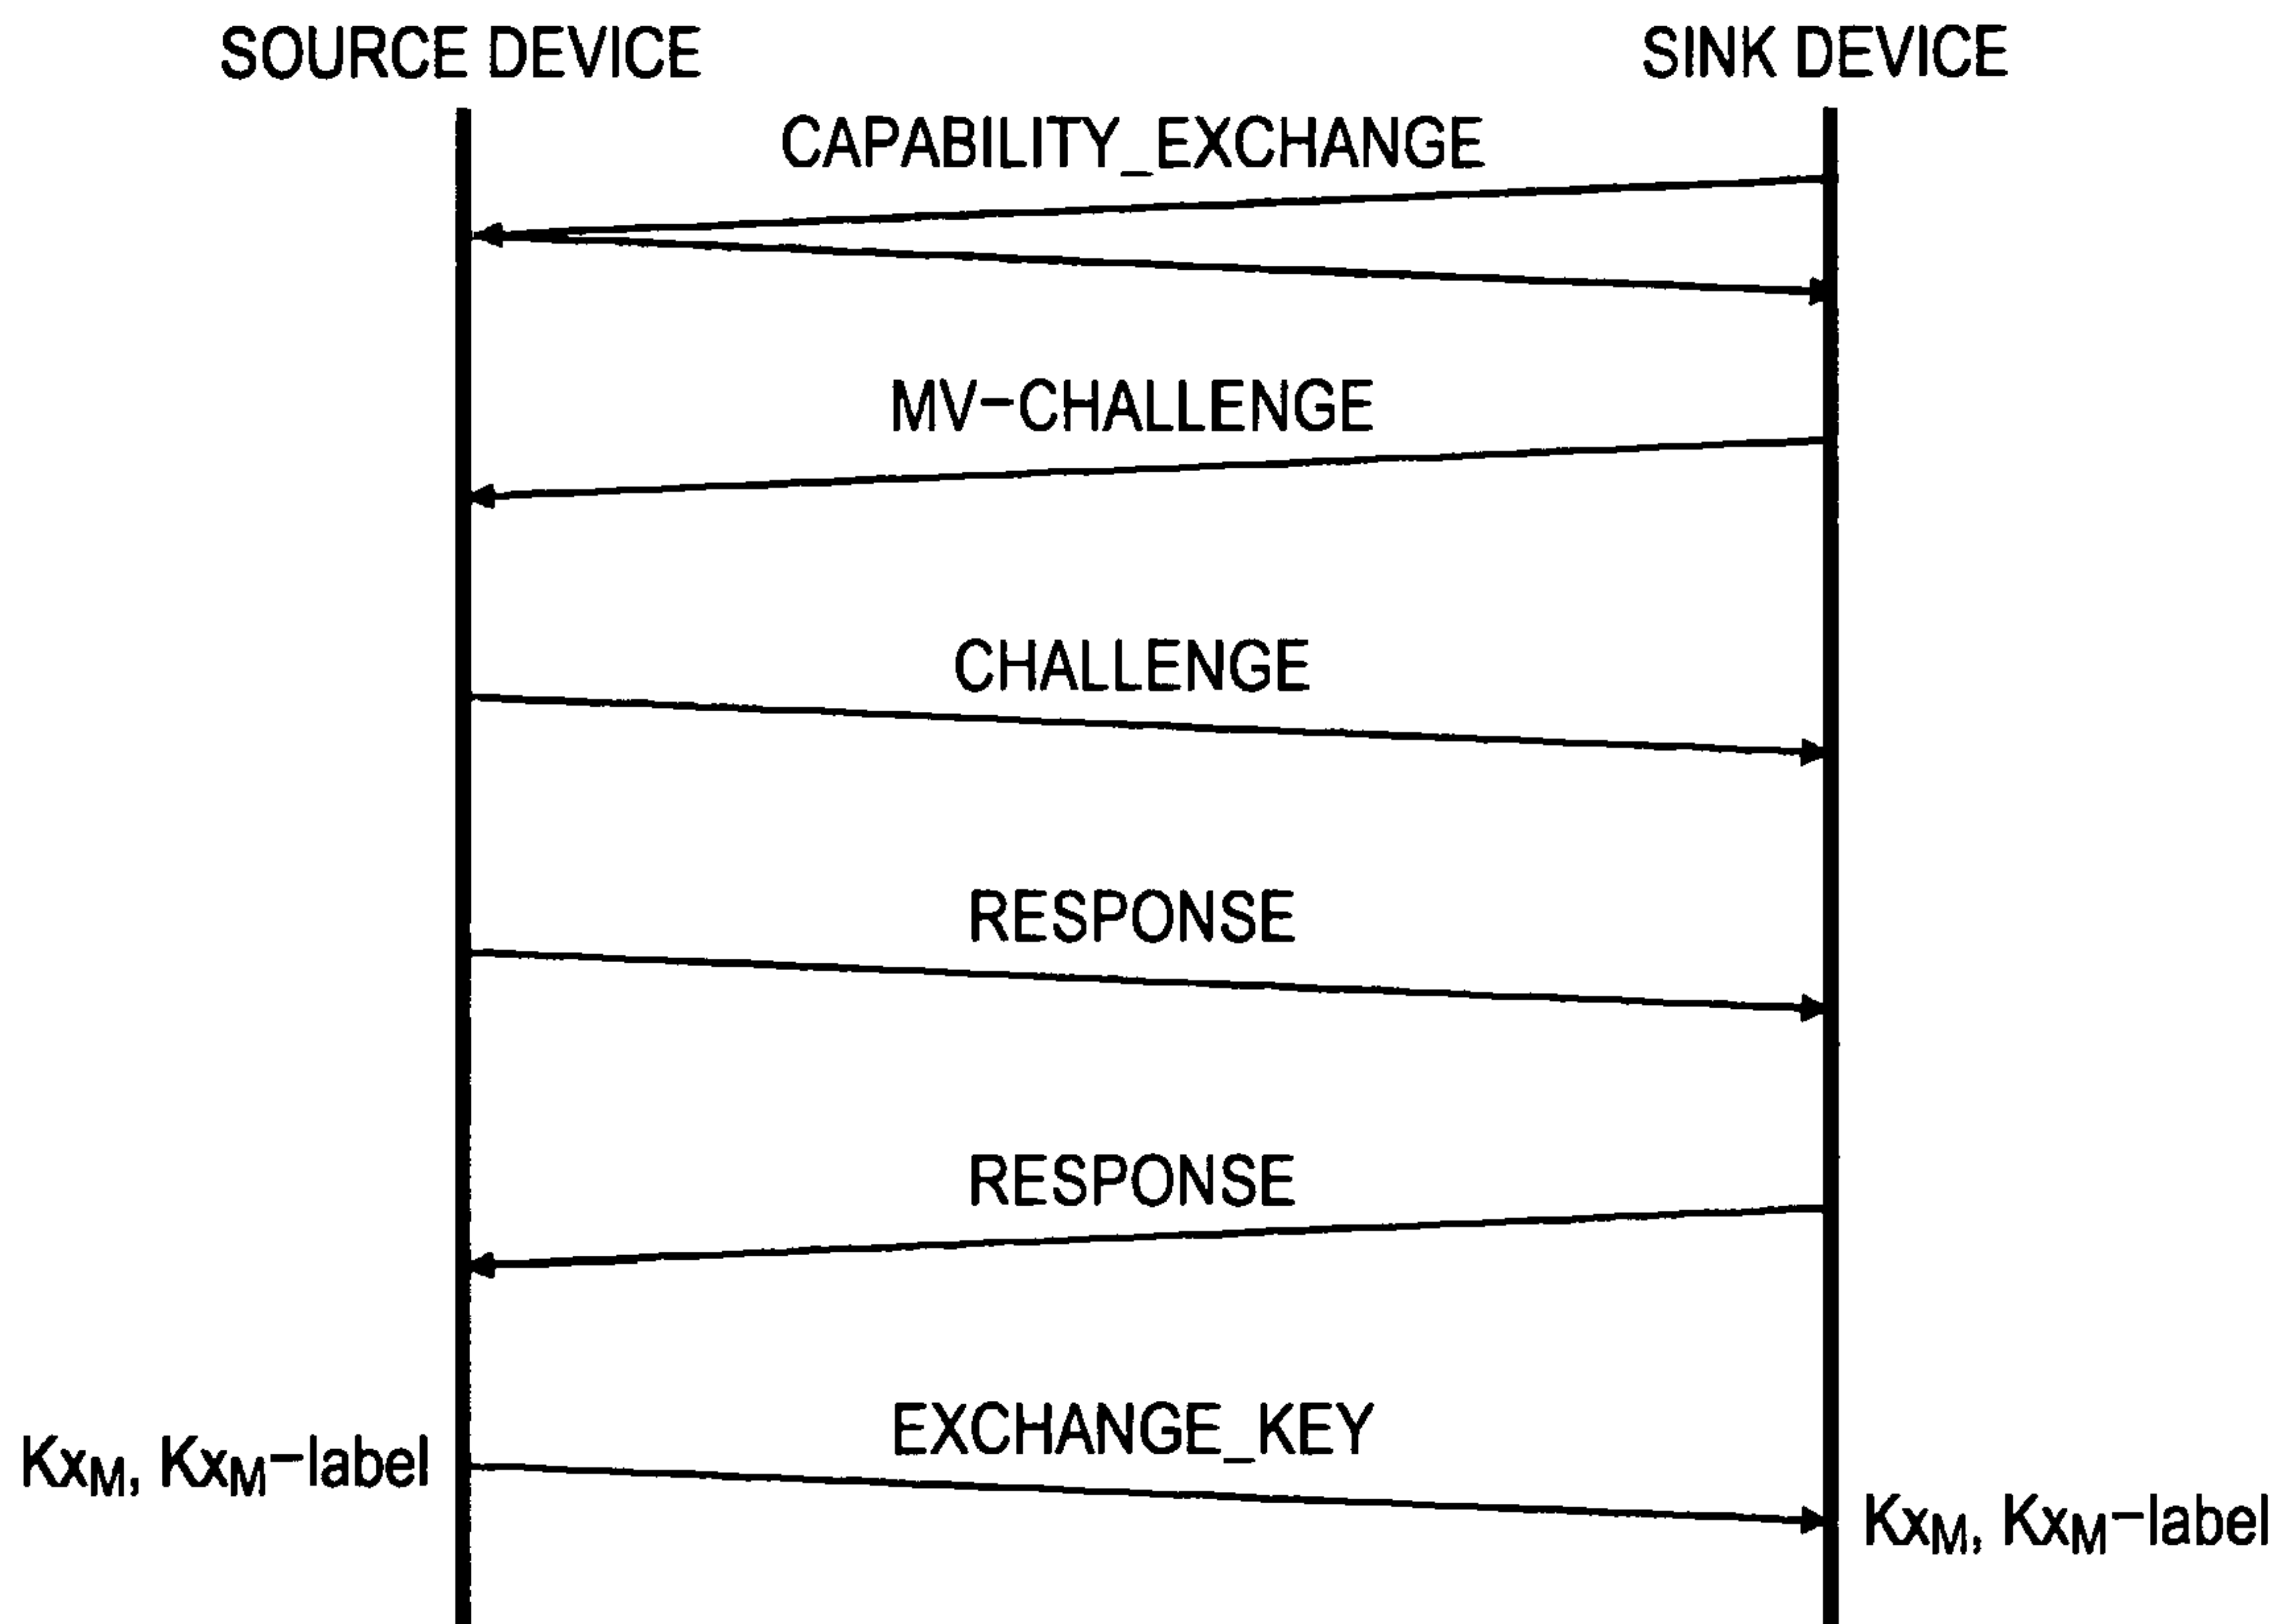 SOURCE DEVICE
SINK DEVICE
CAPABILITY_EXCHANGE
MV-CHALLENGE
CHALLENGE
RESPONSE
RESPONSE
EXCHANGE_KEY
KxM, KxM-label
KxM, KxM-label